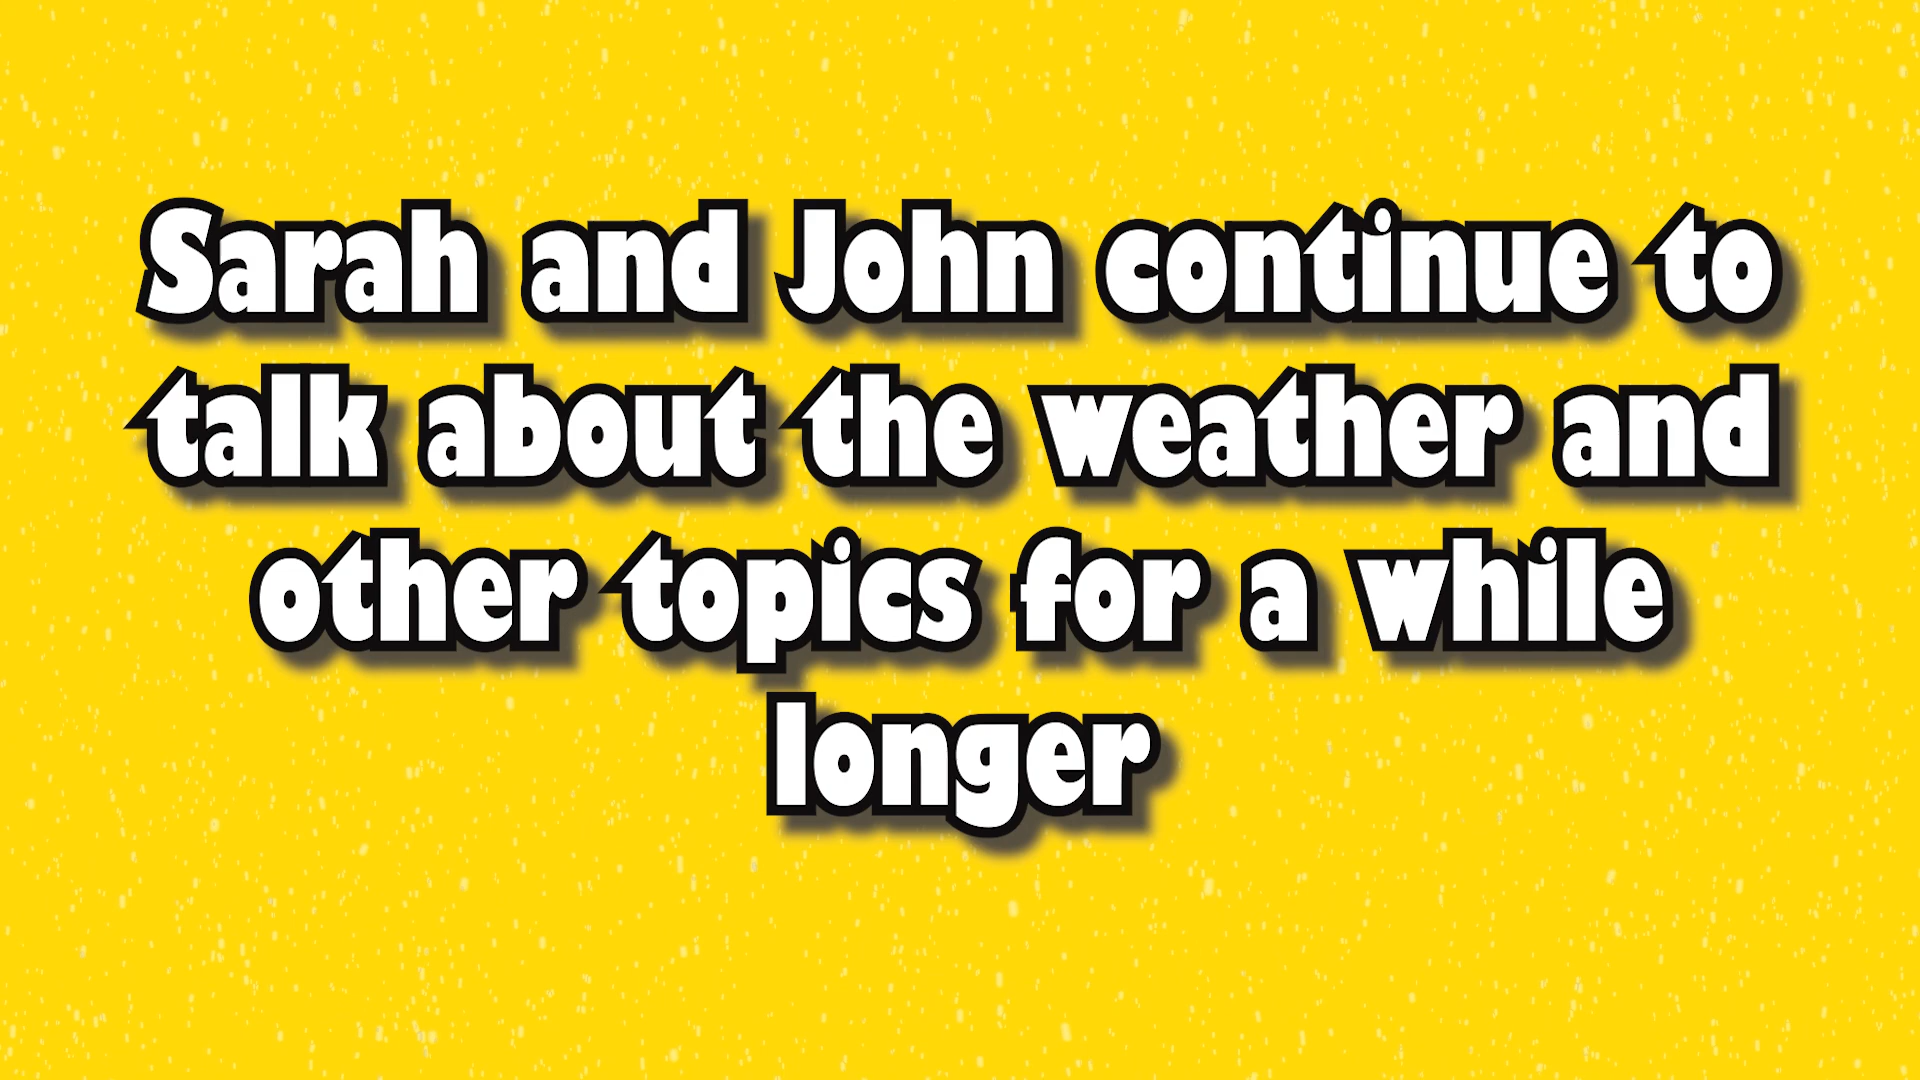 Sarah and John continue to
talk about the weather and
other topics for a while
longer